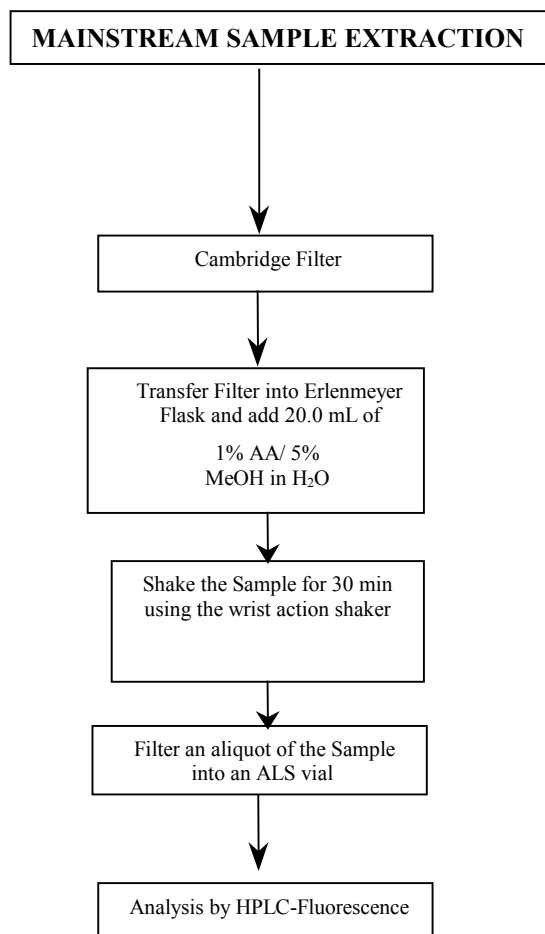 MAINSTREAM SAMPLE EXTRACTION
Cambridge Filter
Transfer Filter into Erlenmeyer
Flask and add 20.0 mL of
1% AA/ 5%
MeOH in H₂O
Shake the Sample for 30 min
using the wrist action shaker
Filter an aliquot of the Sample
into an ALS vial
Analysis by HPLC-Fluorescence